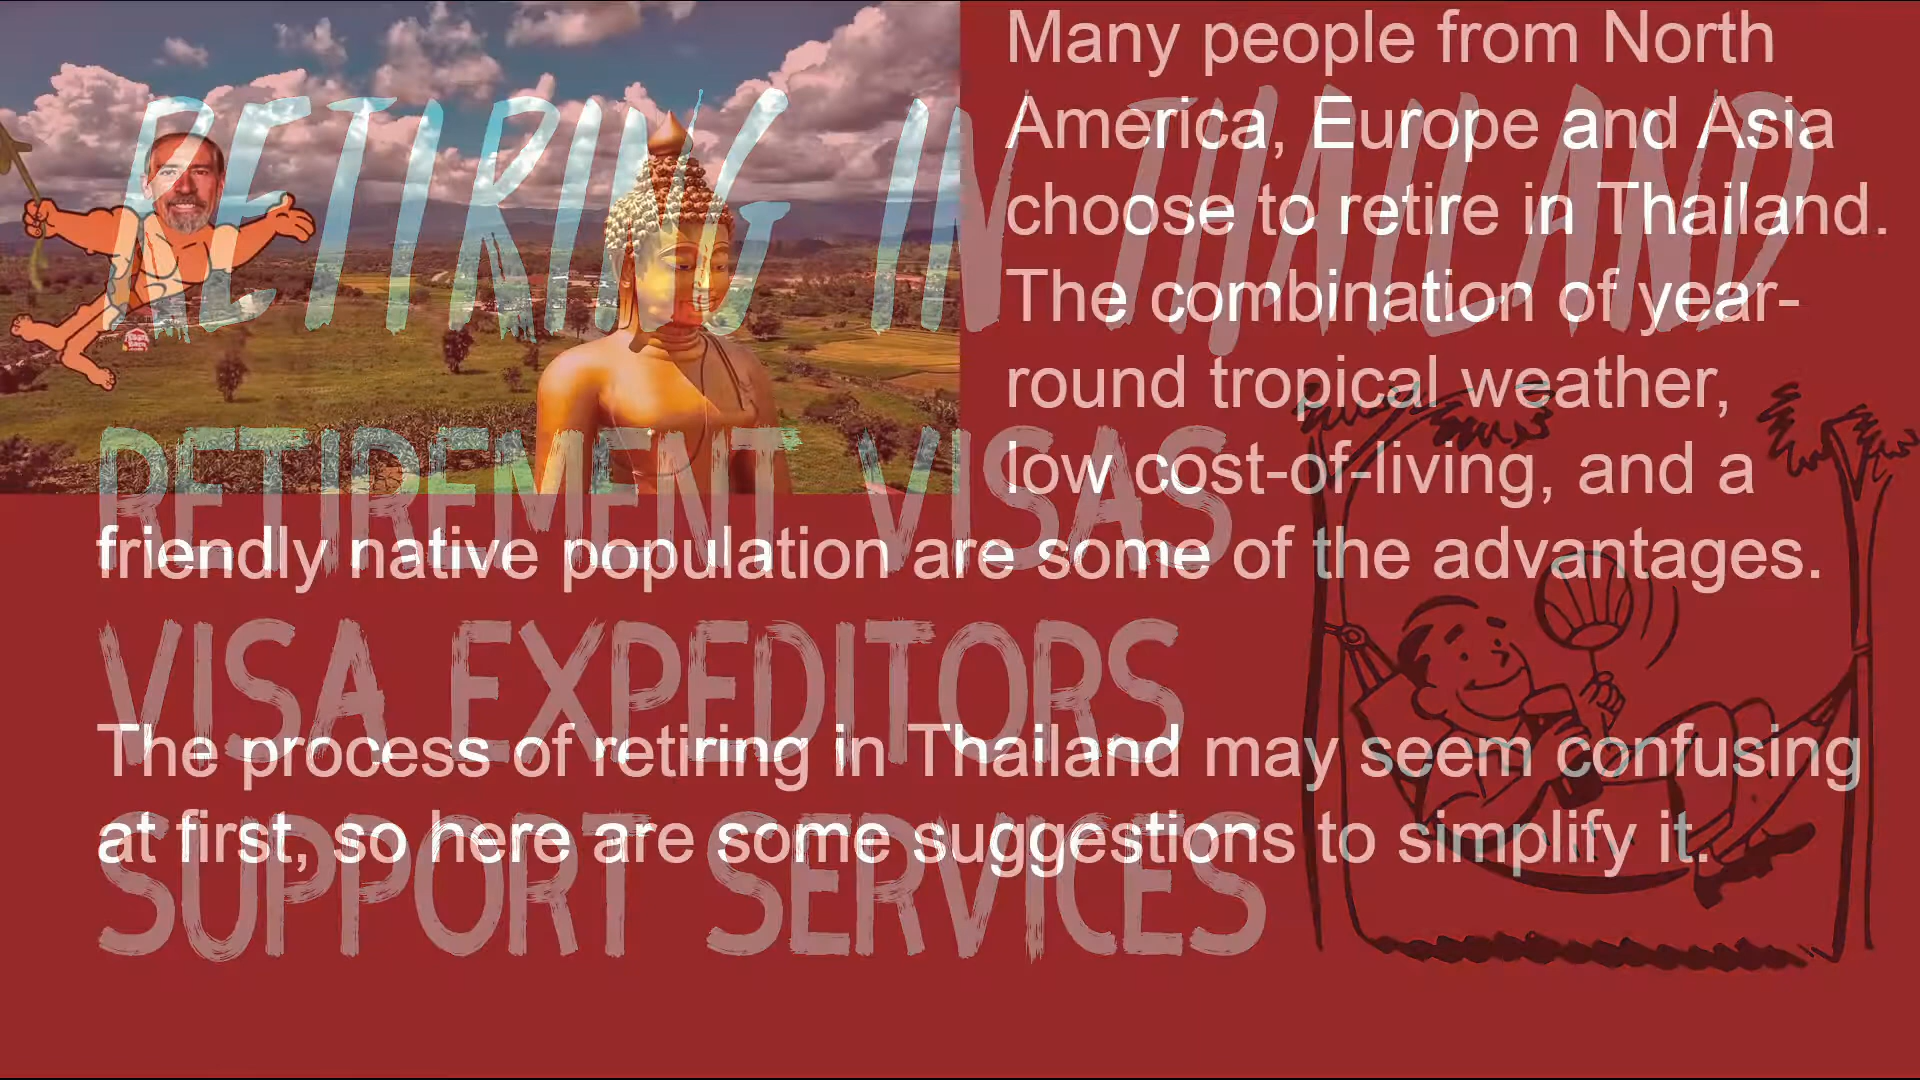 RETIRING IN THAILAND
RETIREMENT VISAS
VISA EXPEDITORS
SUPPORT SERVICES
Many people from North
America, Europe and Asia
choose to retire in Thailand.
The combination of year-
round tropical weather,
low cost-of-living, and a
friendly native population are some of the advantages.
The process of retiring in Thailand may seem confusing
at first, so here are some suggestions to simplify it.